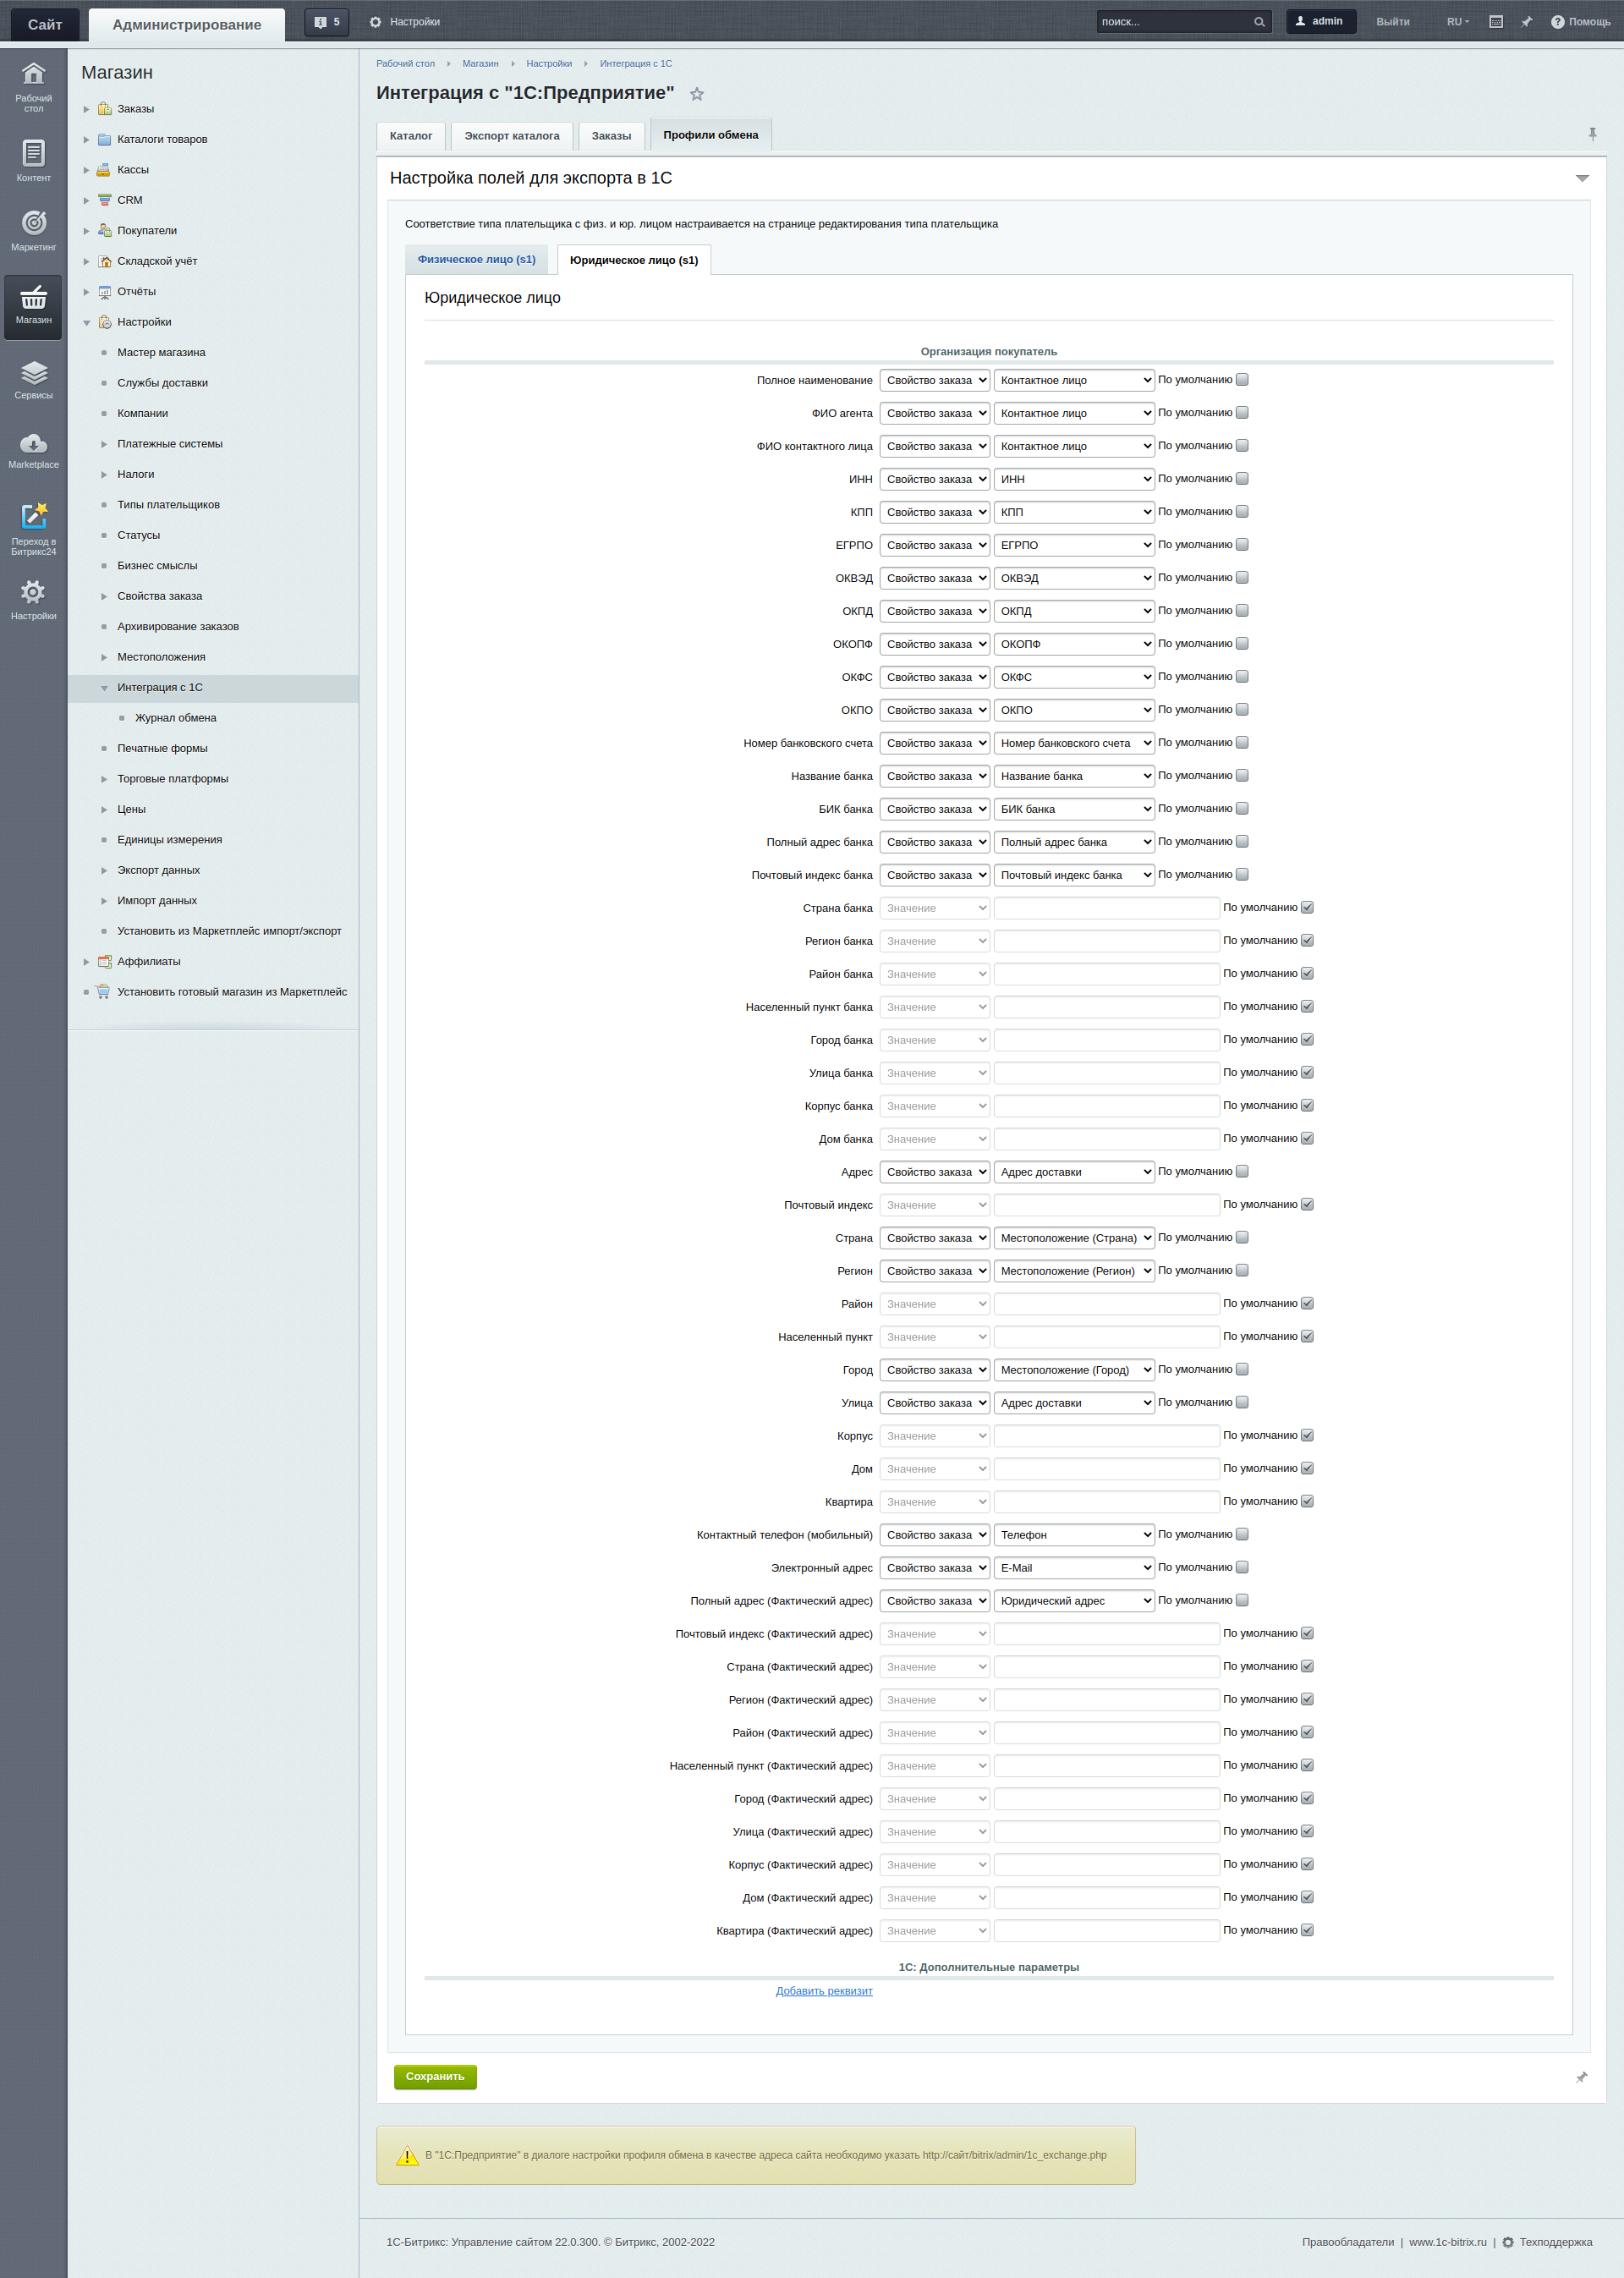 Сайт
Администрирование
5
Настройки
поиск...
admin
Выйти
RU
Помощь
Рабочий стол
Контент
Маркетинг
Магазин
Сервисы
Marketplace
Переход в Битрикс24
Настройки
Магазин
Заказы
Каталоги товаров
Кассы
CRM
Покупатели
Складской учёт
Отчёты
Настройки
Мастер магазина
Службы доставки
Компании
Платежные системы
Налоги
Типы плательщиков
Статусы
Бизнес смыслы
Свойства заказа
Архивирование заказов
Местоположения
Интеграция с 1С
Журнал обмена
Печатные формы
Торговые платформы
Цены
Единицы измерения
Экспорт данных
Импорт данных
Установить из Маркетплейс импорт/экспорт
Аффилиаты
Установить готовый магазин из Маркетплейс
Рабочий стол Магазин Настройки Интеграция с 1С
Интеграция с "1С:Предприятие"
Каталог Экспорт каталога Заказы Профили обмена
Настройка полей для экспорта в 1С
Соответствие типа плательщика с физ. и юр. лицом настраивается на странице редактирования типа плательщика
Физическое лицо (s1) Юридическое лицо (s1)
Юридическое лицо
Организация покупатель
Полное наименование Свойство заказа Контактное лицо По умолчанию
ФИО агента Свойство заказа Контактное лицо По умолчанию
ФИО контактного лица Свойство заказа Контактное лицо По умолчанию
ИНН Свойство заказа ИНН По умолчанию
КПП Свойство заказа КПП По умолчанию
ЕГРПО Свойство заказа ЕГРПО По умолчанию
ОКВЭД Свойство заказа ОКВЭД По умолчанию
ОКПД Свойство заказа ОКПД По умолчанию
ОКОПФ Свойство заказа ОКОПФ По умолчанию
ОКФС Свойство заказа ОКФС По умолчанию
ОКПО Свойство заказа ОКПО По умолчанию
Номер банковского счета Свойство заказа Номер банковского счета По умолчанию
Название банка Свойство заказа Название банка По умолчанию
БИК банка Свойство заказа БИК банка По умолчанию
Полный адрес банка Свойство заказа Полный адрес банка По умолчанию
Почтовый индекс банка Свойство заказа Почтовый индекс банка По умолчанию
Страна банка Значение По умолчанию
Регион банка Значение По умолчанию
Район банка Значение По умолчанию
Населенный пункт банка Значение По умолчанию
Город банка Значение По умолчанию
Улица банка Значение По умолчанию
Корпус банка Значение По умолчанию
Дом банка Значение По умолчанию
Адрес Свойство заказа Адрес доставки По умолчанию
Почтовый индекс Значение По умолчанию
Страна Свойство заказа Местоположение (Страна) По умолчанию
Регион Свойство заказа Местоположение (Регион) По умолчанию
Район Значение По умолчанию
Населенный пункт Значение По умолчанию
Город Свойство заказа Местоположение (Город) По умолчанию
Улица Свойство заказа Адрес доставки По умолчанию
Корпус Значение По умолчанию
Дом Значение По умолчанию
Квартира Значение По умолчанию
Контактный телефон (мобильный) Свойство заказа Телефон По умолчанию
Электронный адрес Свойство заказа E-Mail По умолчанию
Полный адрес (Фактический адрес) Свойство заказа Юридический адрес По умолчанию
Почтовый индекс (Фактический адрес) Значение По умолчанию
Страна (Фактический адрес) Значение По умолчанию
Регион (Фактический адрес) Значение По умолчанию
Район (Фактический адрес) Значение По умолчанию
Населенный пункт (Фактический адрес) Значение По умолчанию
Город (Фактический адрес) Значение По умолчанию
Улица (Фактический адрес) Значение По умолчанию
Корпус (Фактический адрес) Значение По умолчанию
Дом (Фактический адрес) Значение По умолчанию
Квартира (Фактический адрес) Значение По умолчанию
1С: Дополнительные параметры
Добавить реквизит
Сохранить
В "1С:Предприятие" в диалоге настройки профиля обмена в качестве адреса сайта необходимо указать http://сайт/bitrix/admin/1c_exchange.php
1С-Битрикс: Управление сайтом 22.0.300. © Битрикс, 2002-2022
Правообладатели | www.1c-bitrix.ru | Техподдержка